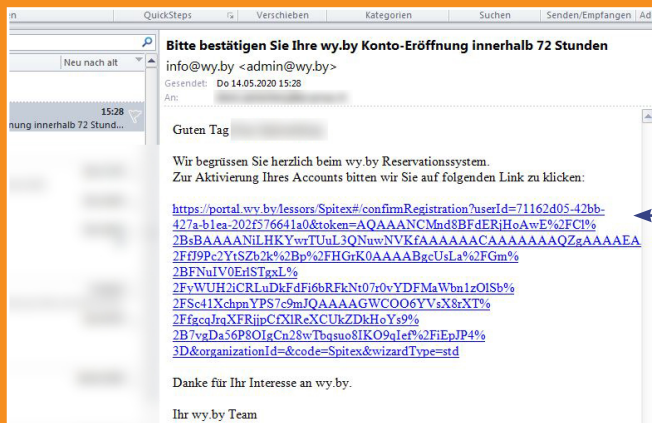 en QuickSteps Verschieben Kategorien Suchen Senden/Empfangen Ad
Neu nach alt
15:28
nung innerhalb 72 Stund...
Bitte bestätigen Sie Ihre wy.by Konto-Eröffnung innerhalb 72 Stunden
info@wy.by <admin@wy.by>
Gesendet: Do 14.05.2020 15:28
An:
Guten Tag
Wir begrüssen Sie herzlich beim wy.by Reservationssystem.
Zur Aktivierung Ihres Accounts bitten wir Sie auf folgenden Link zu klicken:
https://portal.wy.by/lessors/Spitex#/confirmRegistration?userId=71162d05-42bb-
427a-b1ea-202f576641a0&token=AQAAANCMnd8BFdERjHoAwE%2FCl%
2BsBAAAANiLHKYwrTUuL3QNuwNVKfAAAAAACAAAAAAAQZgAAAAEA
2FfJ9Pc2YtSZb2k%2Bp%2FHGrK0AAAABgcUsLa%2FGm%
2BFNuIV0ErlSTgxL%
2FyWUH2iCRLuDkFdFi6bRFkNt07r0vYDFMaWbn1zOlSb%
2FSc41XchpnYPS7c9mJQAAAAGWCOO6YVsX8rXT%
2FfgcqJrqXFRjjpCfXlReXCUkZDkHoYs9%
2B7vgDa56P8OIgCn28wTbqsuo8IKO9qIef%2FiEpJP4%
3D&organizationId=&code=Spitex&wizardType=std
Danke für Ihr Interesse an wy.by.
Ihr wy.by Team